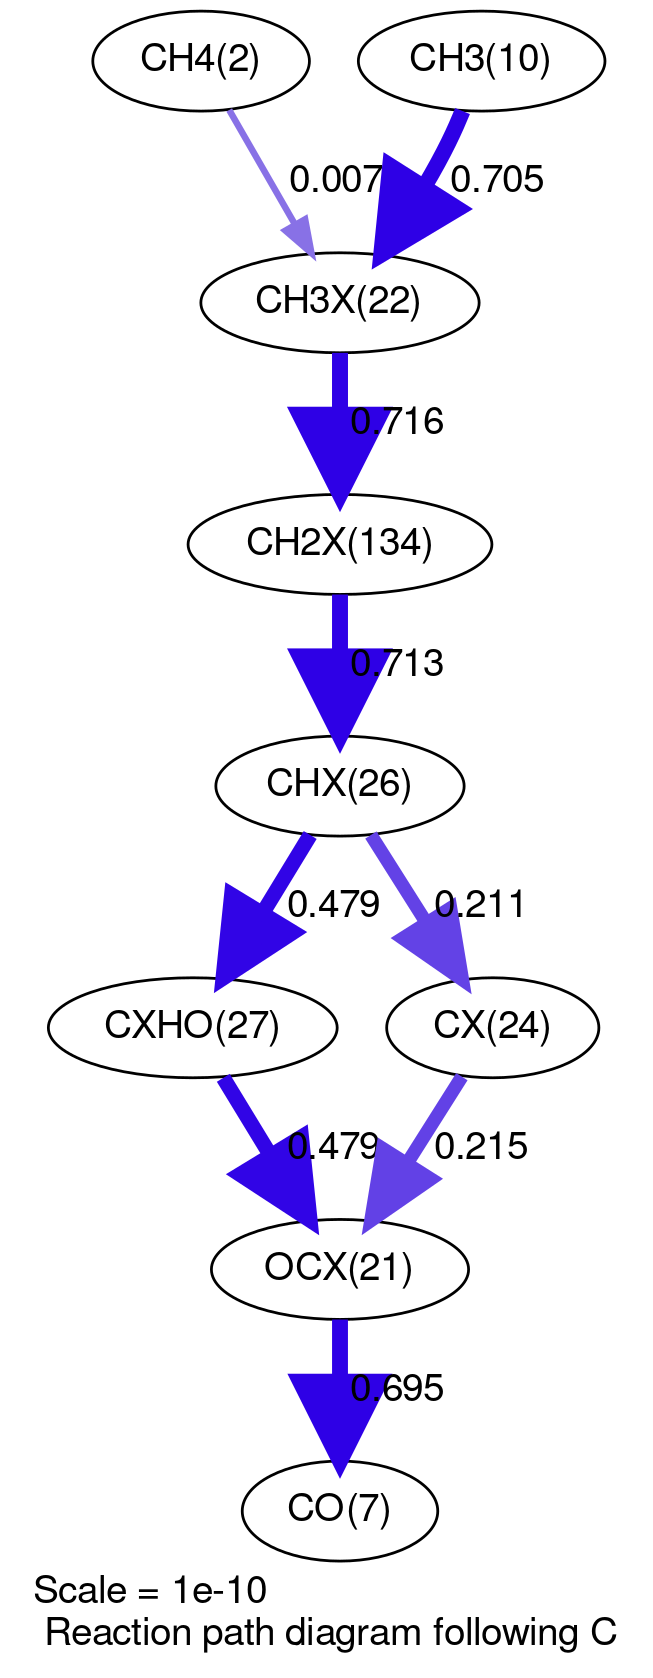 CH4(2)
CH3(10)
0.007
0.705
CH3X(22)
0.716
CH2X(134)
0.713
CHX(26)
0.479
0.211
CXHO(27)
CX(24)
0.479
0.215
OCX(21)
0.695
CO(7)
Scale = 1e-10
Reaction path diagram following C